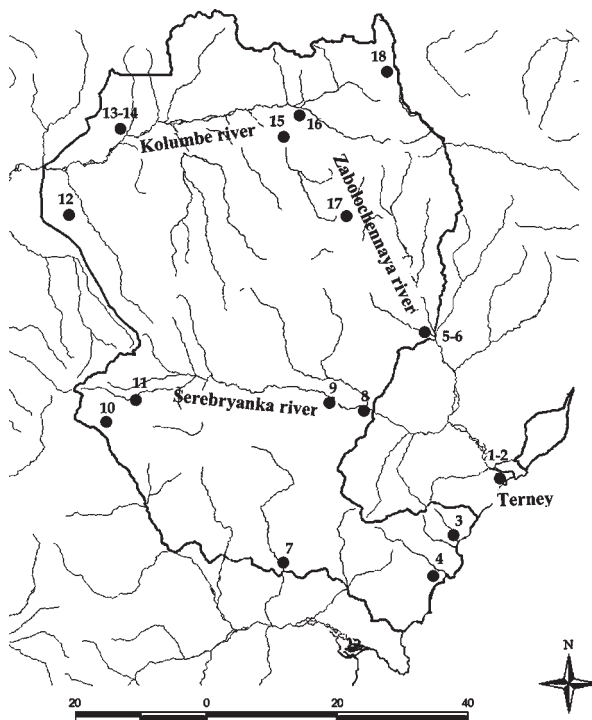 18
13-14
15
16
Kolumbe river
Zabolochennaya river
12
17
5-6
11
9
8
Serebryanka river
10
1-2
Terney
3
7
4
N
20 0 20 40